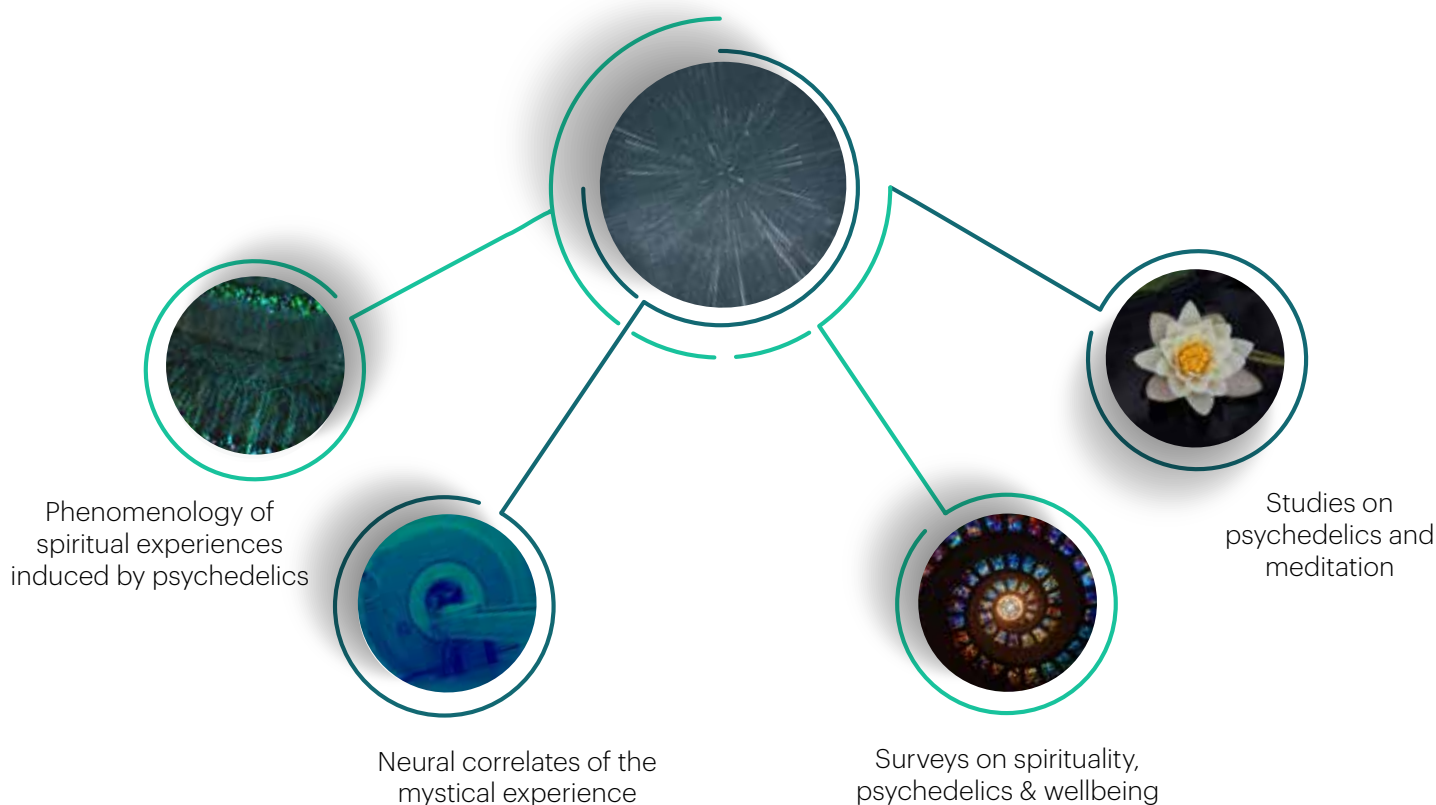 Phenomenology of
spiritual experiences
induced by psychedelics
Neural correlates of the
mystical experience
Surveys on spirituality,
psychedelics & wellbeing
Studies on
psychedelics and
meditation